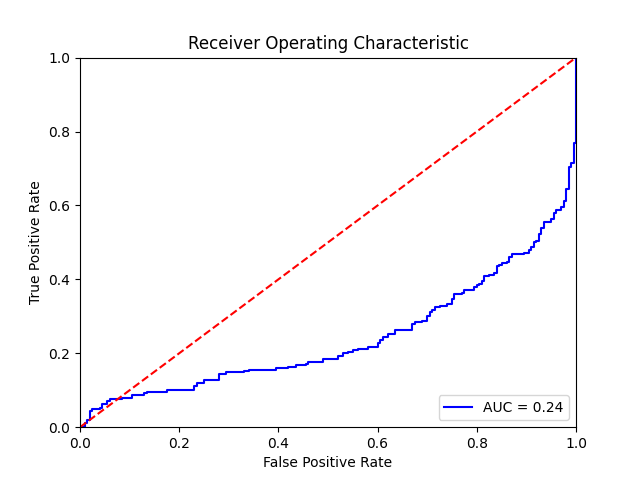 Receiver Operating Characteristic
1.0
0.8
0.6
0.4
0.2
0.0
True Positive Rate
AUC = 0.24
0.0 0.2 0.4 0.6 0.8 1.0
False Positive Rate